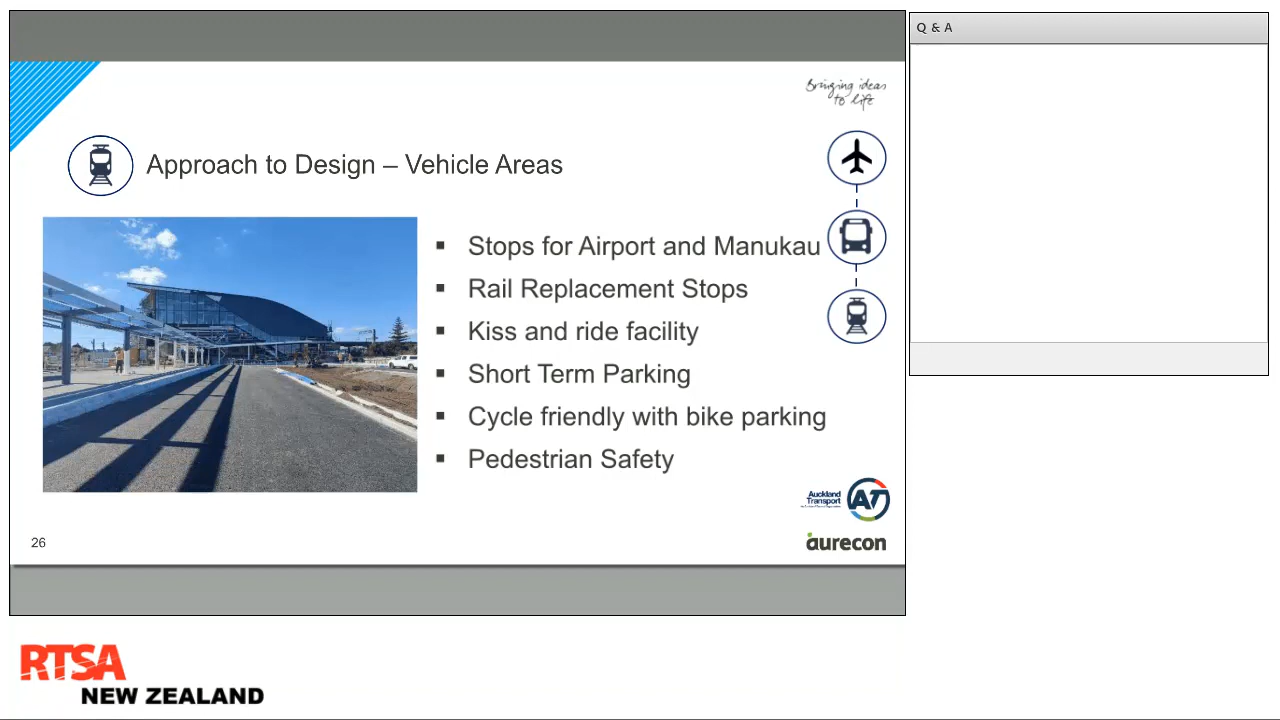 Q & A
Bringing ideas
to life
Approach to Design – Vehicle Areas
Stops for Airport and Manukau
Rail Replacement Stops
Kiss and ride facility
Short Term Parking
Cycle friendly with bike parking
Pedestrian Safety
Auckland
Transport
AT
aurecon
26
RTSA
NEW ZEALAND